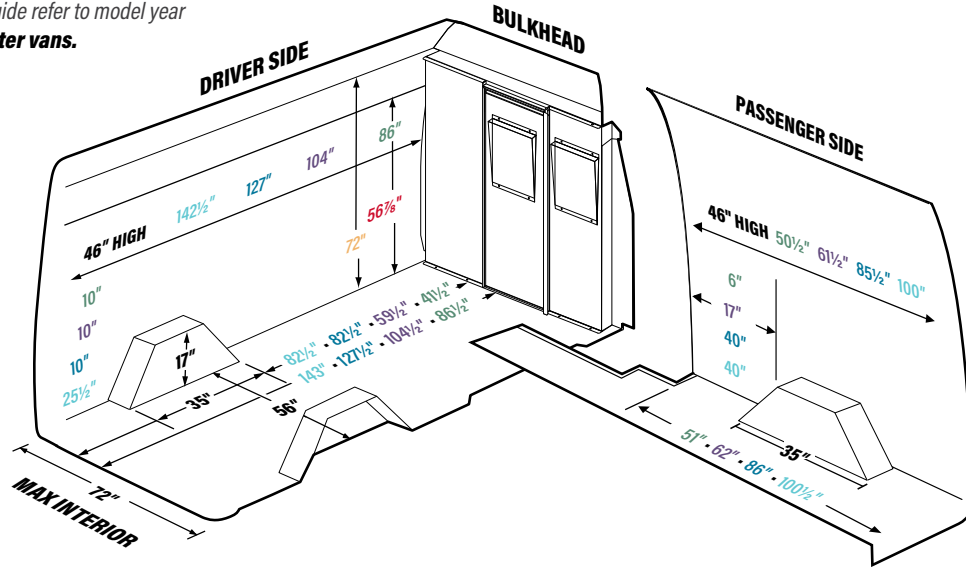 uide refer to model year
ter vans.
DRIVER SIDE
BULKHEAD
PASSENGER SIDE
46" HIGH 142½" 127" 104" 86"
72"
56⅞"
10"
10"
10"
25½"
17"
35"
56"
82½" • 82½" • 59½" • 41½"
143" • 127½" • 104½" • 86½"
72"
MAX INTERIOR
46" HIGH 50½" 61½" 85½" 100"
6"
17"
40"
40"
35"
51" • 62" • 86" • 100½"